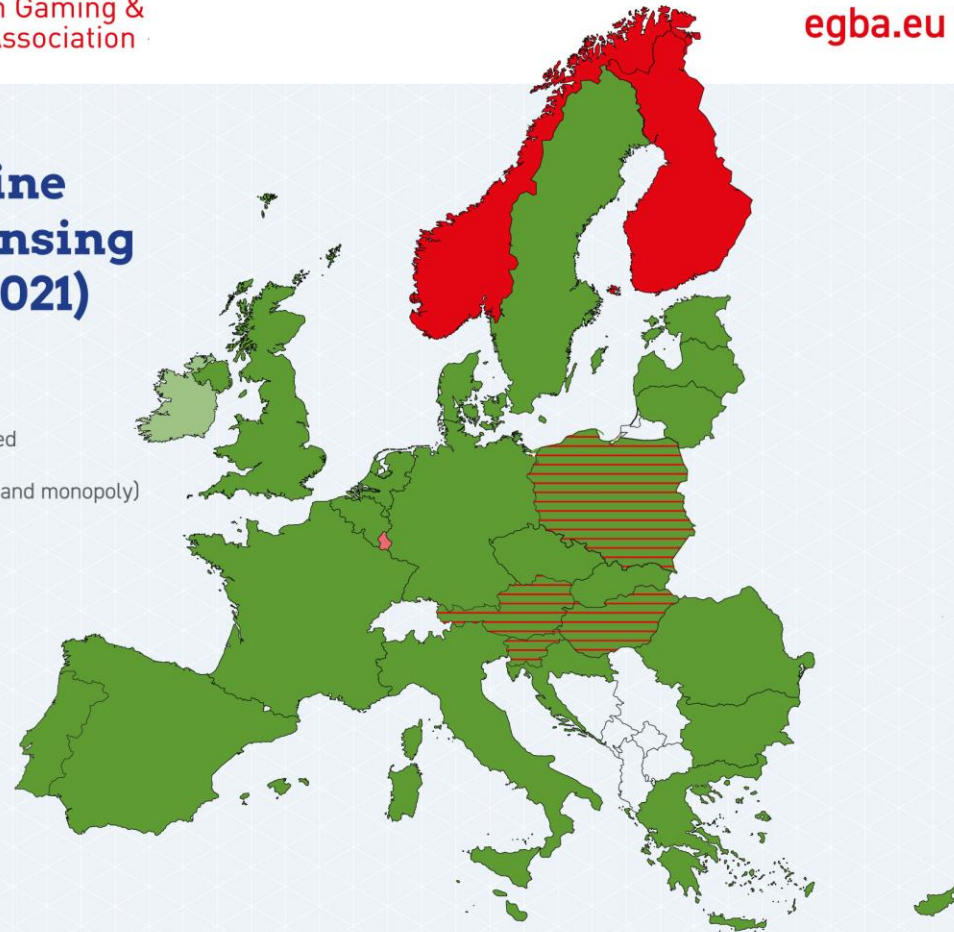 n Gaming &
Association
egba.eu
ine
nsing
021)
ed
and monopoly)